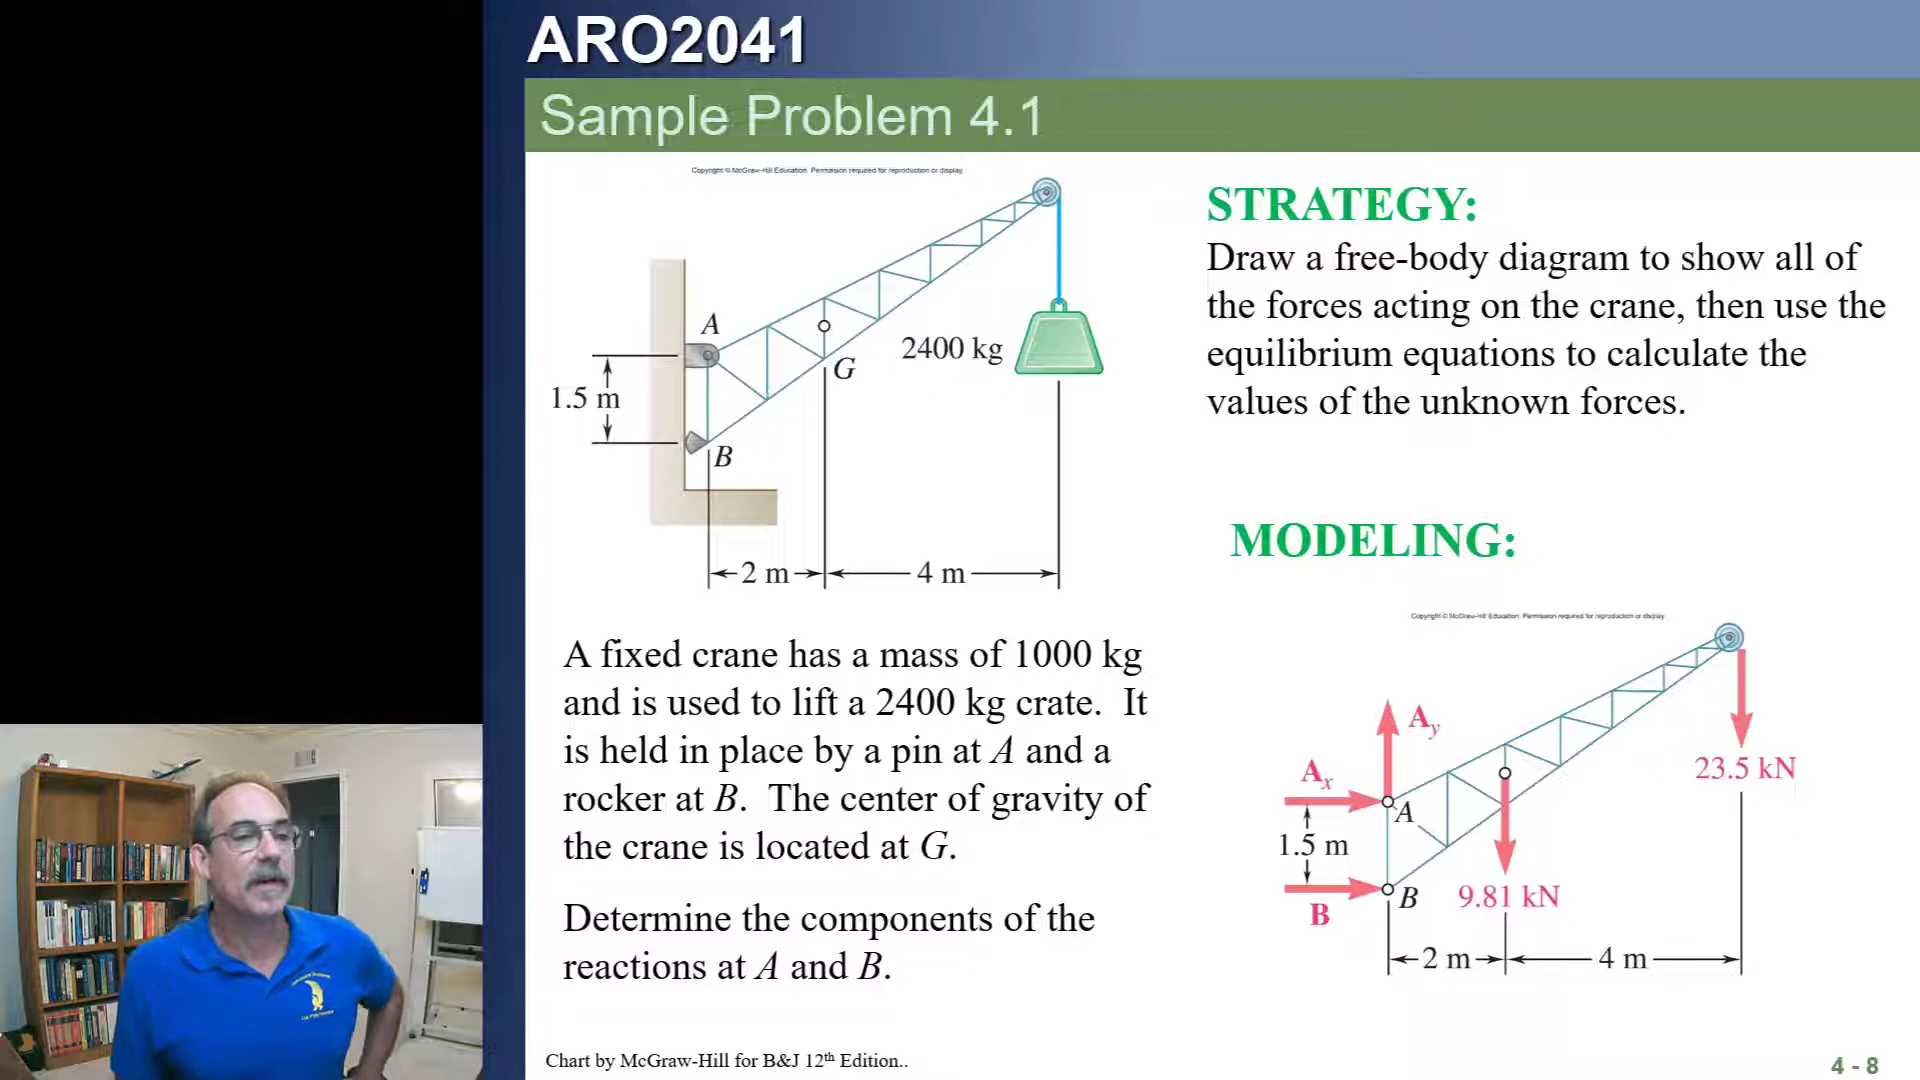 ARO2041
Sample Problem 4.1
Copyright © McGraw-Hill Education. Permission required for reproduction or display.
A
1.5 m
B
G
2400 kg
2 m
4 m
A fixed crane has a mass of 1000 kg
and is used to lift a 2400 kg crate. It
is held in place by a pin at A and a
rocker at B. The center of gravity of
the crane is located at G.
Determine the components of the
reactions at A and B.
Chart by McGraw-Hill for B&J 12th Edition..
STRATEGY:
Draw a free-body diagram to show all of
the forces acting on the crane, then use the
equilibrium equations to calculate the
values of the unknown forces.
MODELING:
Copyright © McGraw-Hill Education. Permission required for reproduction or display
Ay
Ax
A
1.5 m
B
B
9.81 kN
23.5 kN
2 m
4 m
4 - 8